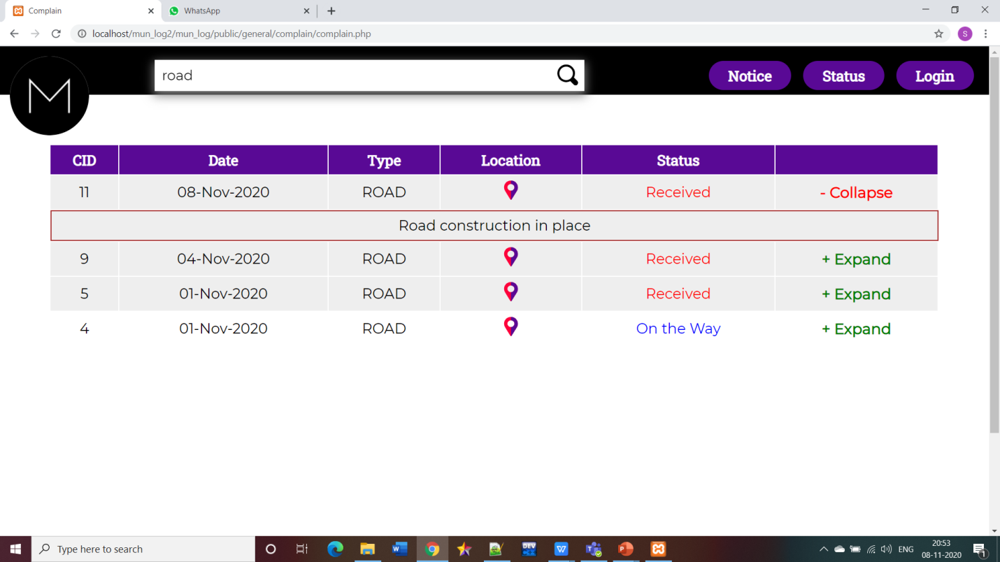 Complain
WhatsApp
localhost/mun_log2/mun_log/public/general/complain/complain.php
S
M
road
Notice Status Login
CID Date Type Location Status
11 08-Nov-2020 ROAD Received - Collapse
Road construction in place
9 04-Nov-2020 ROAD Received + Expand
5 01-Nov-2020 ROAD Received + Expand
4 01-Nov-2020 ROAD On the Way + Expand
Type here to search
W
DEV
W
T
P
ENG
20:53
08-11-2020
1